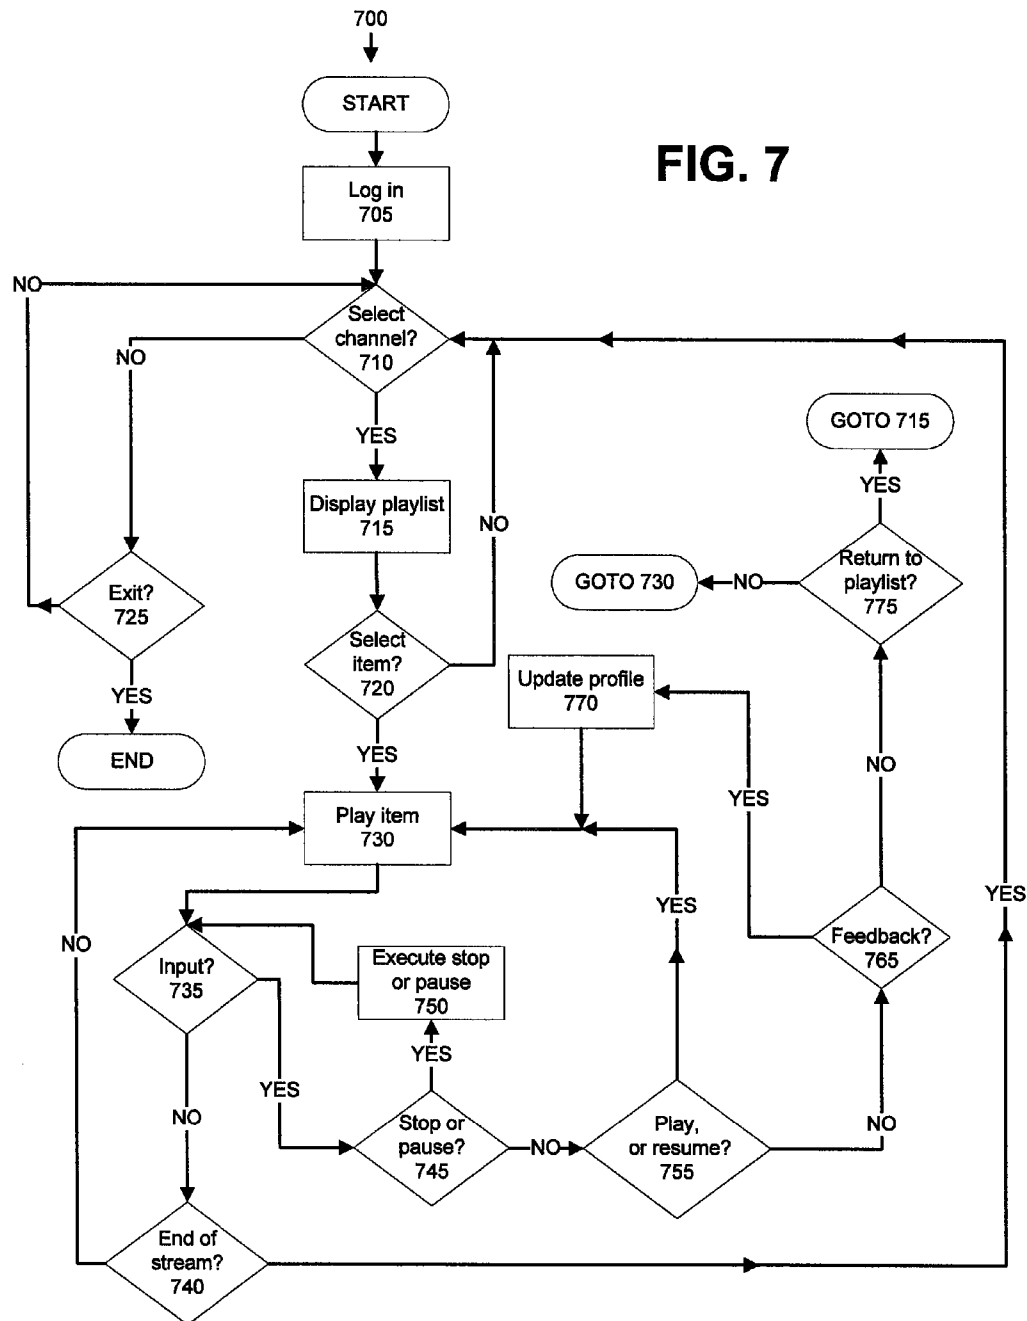 700
START
FIG. 7
Log in
705
NO
Select
channel?
710
NO
YES
GOTO 715
YES
Display playlist
715
NO
Return to
playlist?
775
GOTO 730
NO
Exit?
725
Select
item?
720
Update profile
770
YES
YES
END
NO
YES
Play item
730
YES
YES
NO
Feedback?
765
Input?
735
Execute stop
or pause
750
YES
YES
NO
NO
Stop or
pause?
745
NO
Play,
or resume?
755
End of
stream?
740